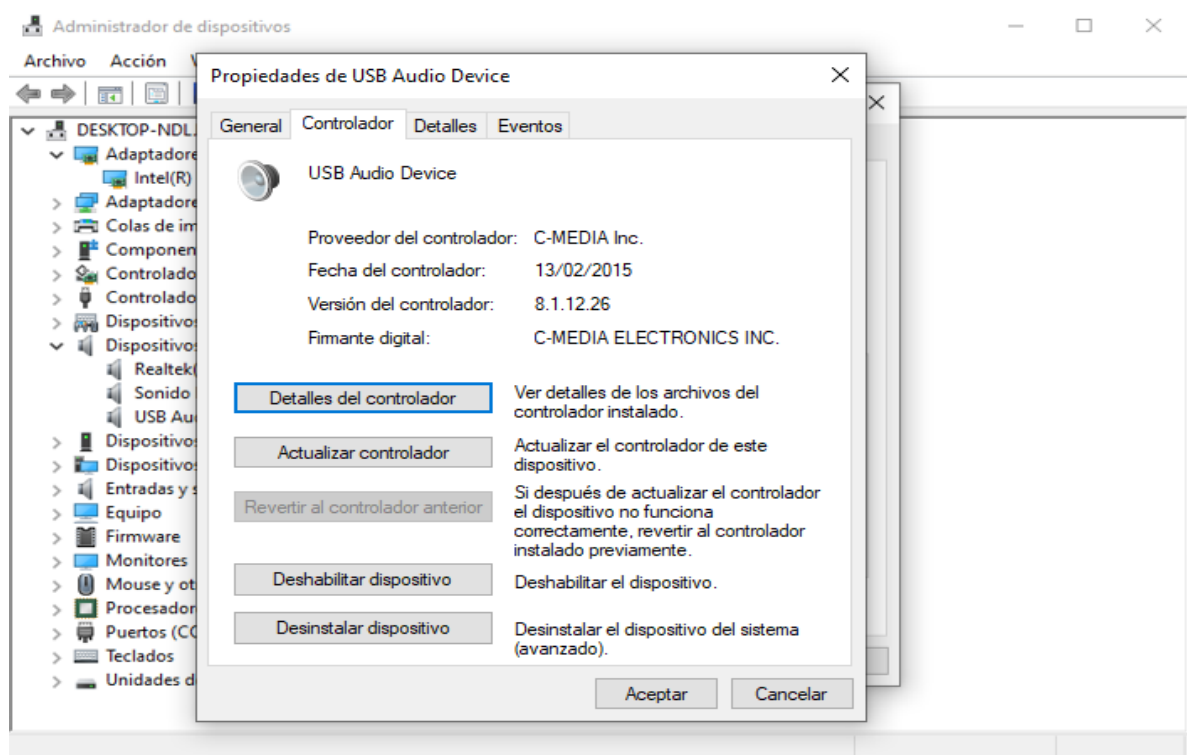 Administrador de dispositivos
Archivo Acción
Propiedades de USB Audio Device
General Controlador Detalles Eventos
DESKTOP-NDL
Adaptadore
Intel(R)
Adaptadore
Colas de im
Componen
Controlado
Controlado
Dispositivo
Dispositivo
Realtek(
Sonido
USB Au
Dispositivo
Dispositivo
Entradas y s
Equipo
Firmware
Monitores
Mouse y ot
Procesador
Puertos (CO
Teclados
Unidades d
USB Audio Device
Proveedor del controlador: C-MEDIA Inc.
Fecha del controlador: 13/02/2015
Versión del controlador: 8.1.12.26
Firmante digital: C-MEDIA ELECTRONICS INC.
Detalles del controlador
Ver detalles de los archivos del
controlador instalado.
Actualizar controlador
Actualizar el controlador de este
dispositivo.
Revertir al controlador anterior
Si después de actualizar el controlador
el dispositivo no funciona
correctamente, revertir al controlador
instalado previamente.
Deshabilitar dispositivo
Deshabilitar el dispositivo.
Desinstalar dispositivo
Desinstalar el dispositivo del sistema
(avanzado).
Aceptar Cancelar